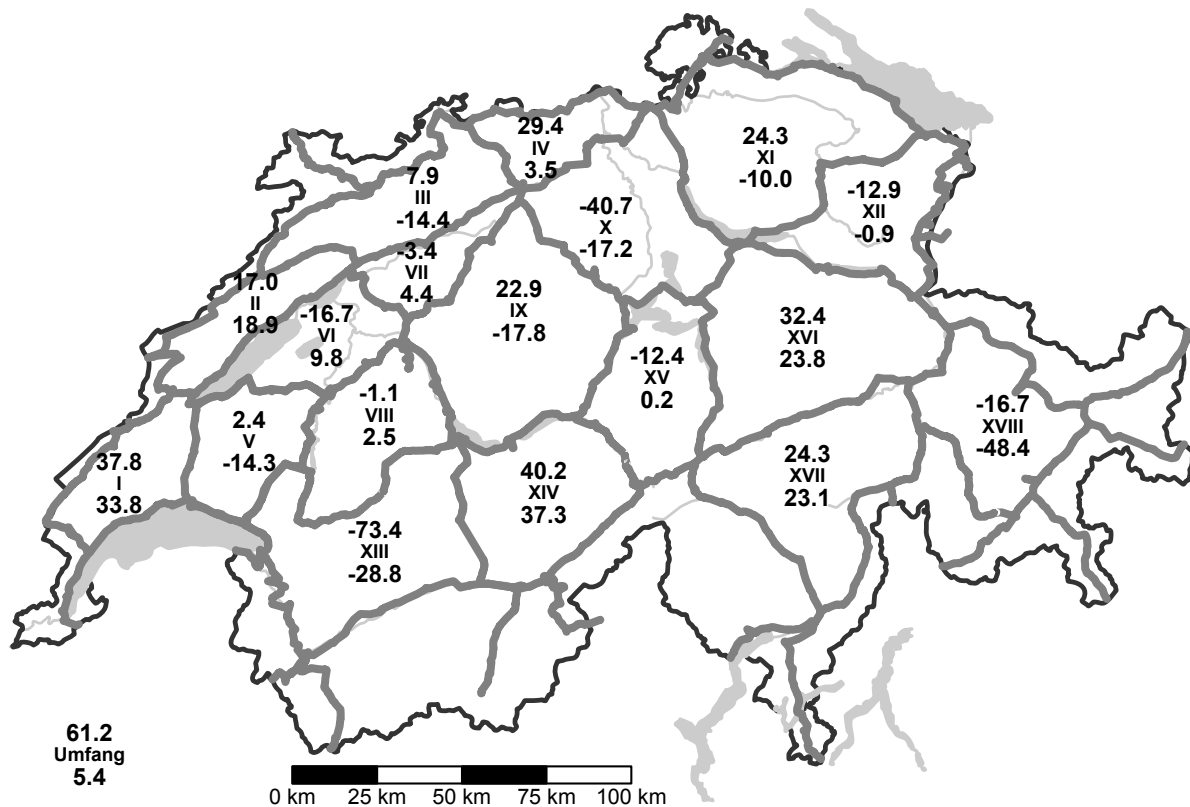 29.4
IV
3.5
24.3
XI
-10.0
7.9
III
-14.4
-12.9
XII
-0.9
-40.7
X
-17.2
-3.4
VII
4.4
17.0
II
18.9
22.9
IX
-17.8
-16.7
VI
9.8
32.4
XVI
23.8
-12.4
XV
0.2
-1.1
VIII
2.5
-16.7
XVIII
-48.4
2.4
V
-14.3
37.8
I
33.8
24.3
XVII
23.1
40.2
XIV
37.3
-73.4
XIII
-28.8
61.2
Umfang
5.4
0 km 25 km 50 km 75 km 100 km